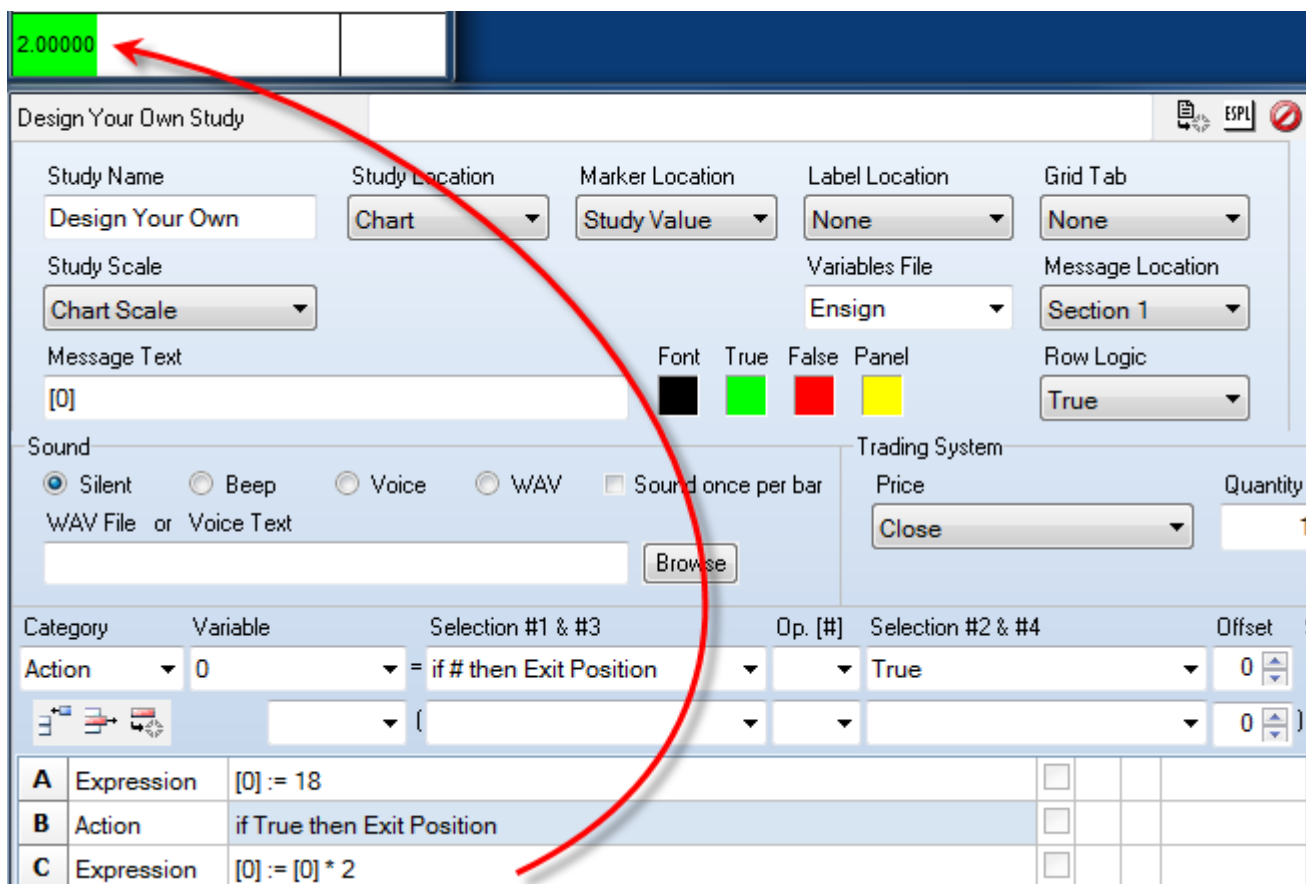 2.00000
Design Your Own Study
ESPL
Study Name Study Location Marker Location Label Location Grid Tab
Design Your Own Chart Study Value None None
Study Scale Variables File Message Location
Chart Scale Ensign Section 1
Message Text Font True False Panel Row Logic
[0] True
Sound Trading System
Silent Beep Voice WAV Sound once per bar Price Quantity
WAV File or Voice Text Close
Browse
Category Variable Selection #1 & #3 Op. [#] Selection #2 & #4 Offset
Action 0 = if # then Exit Position True 0
( 0 )
A Expression [0] := 18
B Action if True then Exit Position
C Expression [0] := [0] * 2